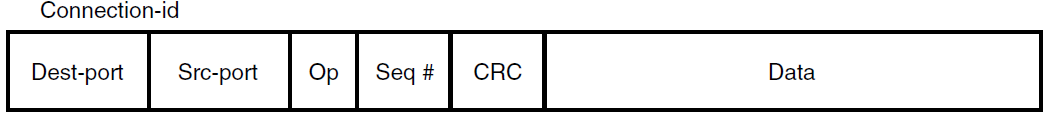 Connection-id
Dest-port Src-port Op Seq # CRC Data